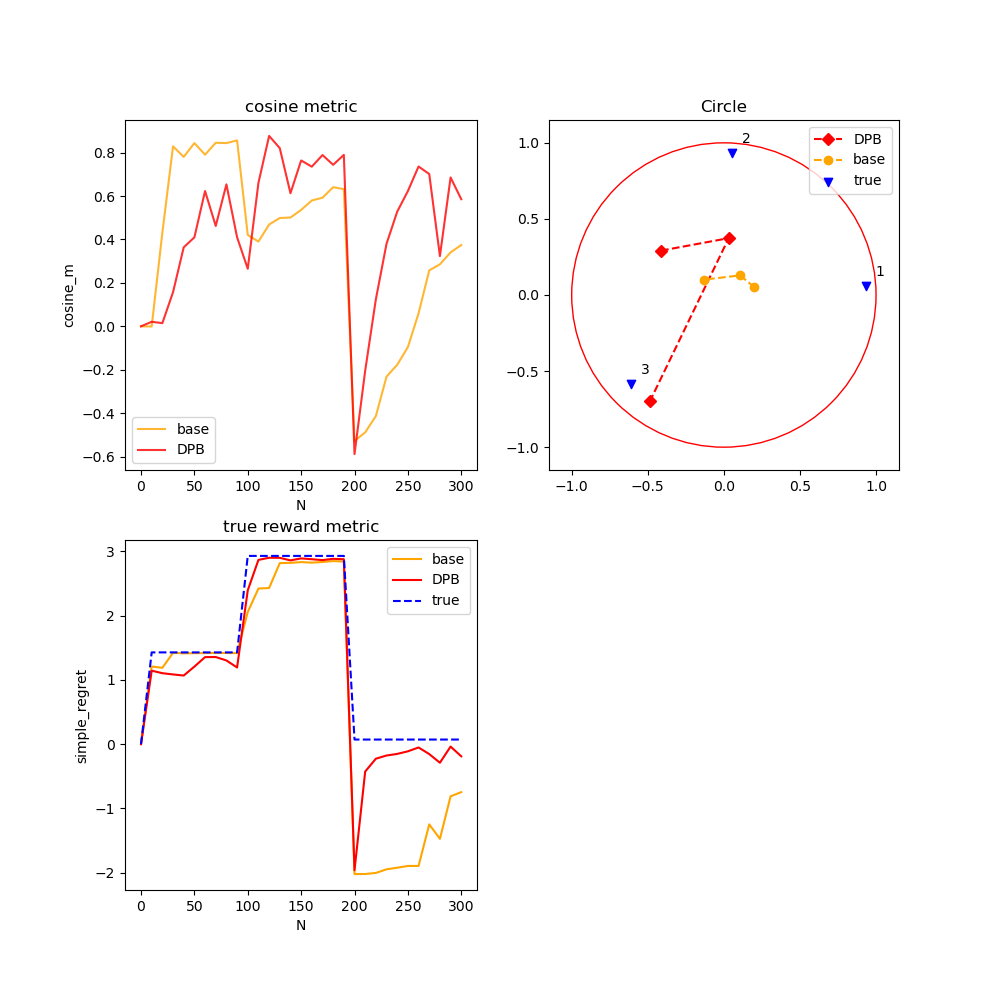 cosine metric
cosine_m
0.8
0.6
0.4
0.2
0.0
−0.2
−0.4
−0.6
base
DPB
0 50 100 150 200 250 300
N
Circle
1.0
0.5
0.0
−0.5
−1.0
2
1
3
DPB
base
true
−1.0 −0.5 0.0 0.5 1.0
true reward metric
simple_regret
3
2
1
0
−1
−2
base
DPB
true
0 50 100 150 200 250 300
N